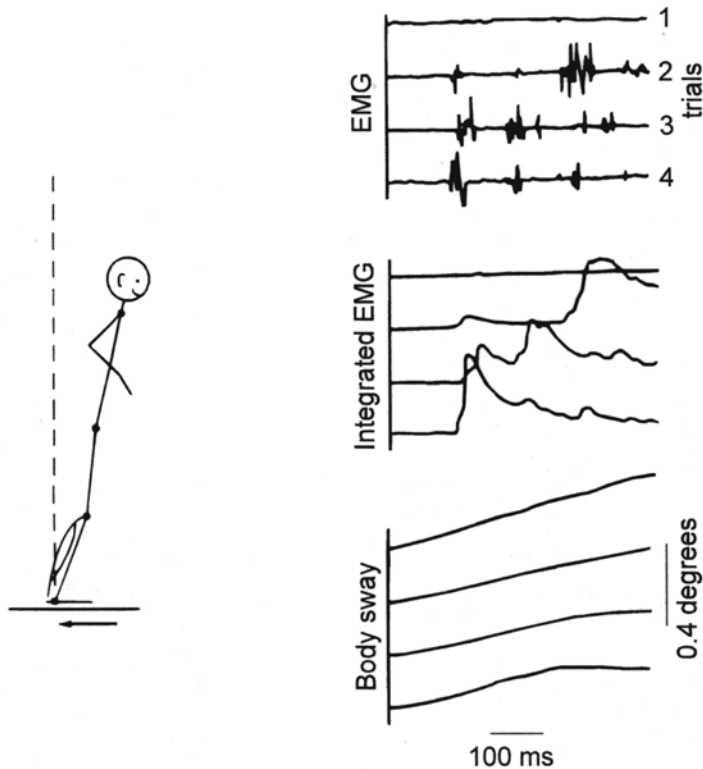 EMG
1
2
3
4
trials
Integrated EMG
Body sway
0.4 degrees
100 ms